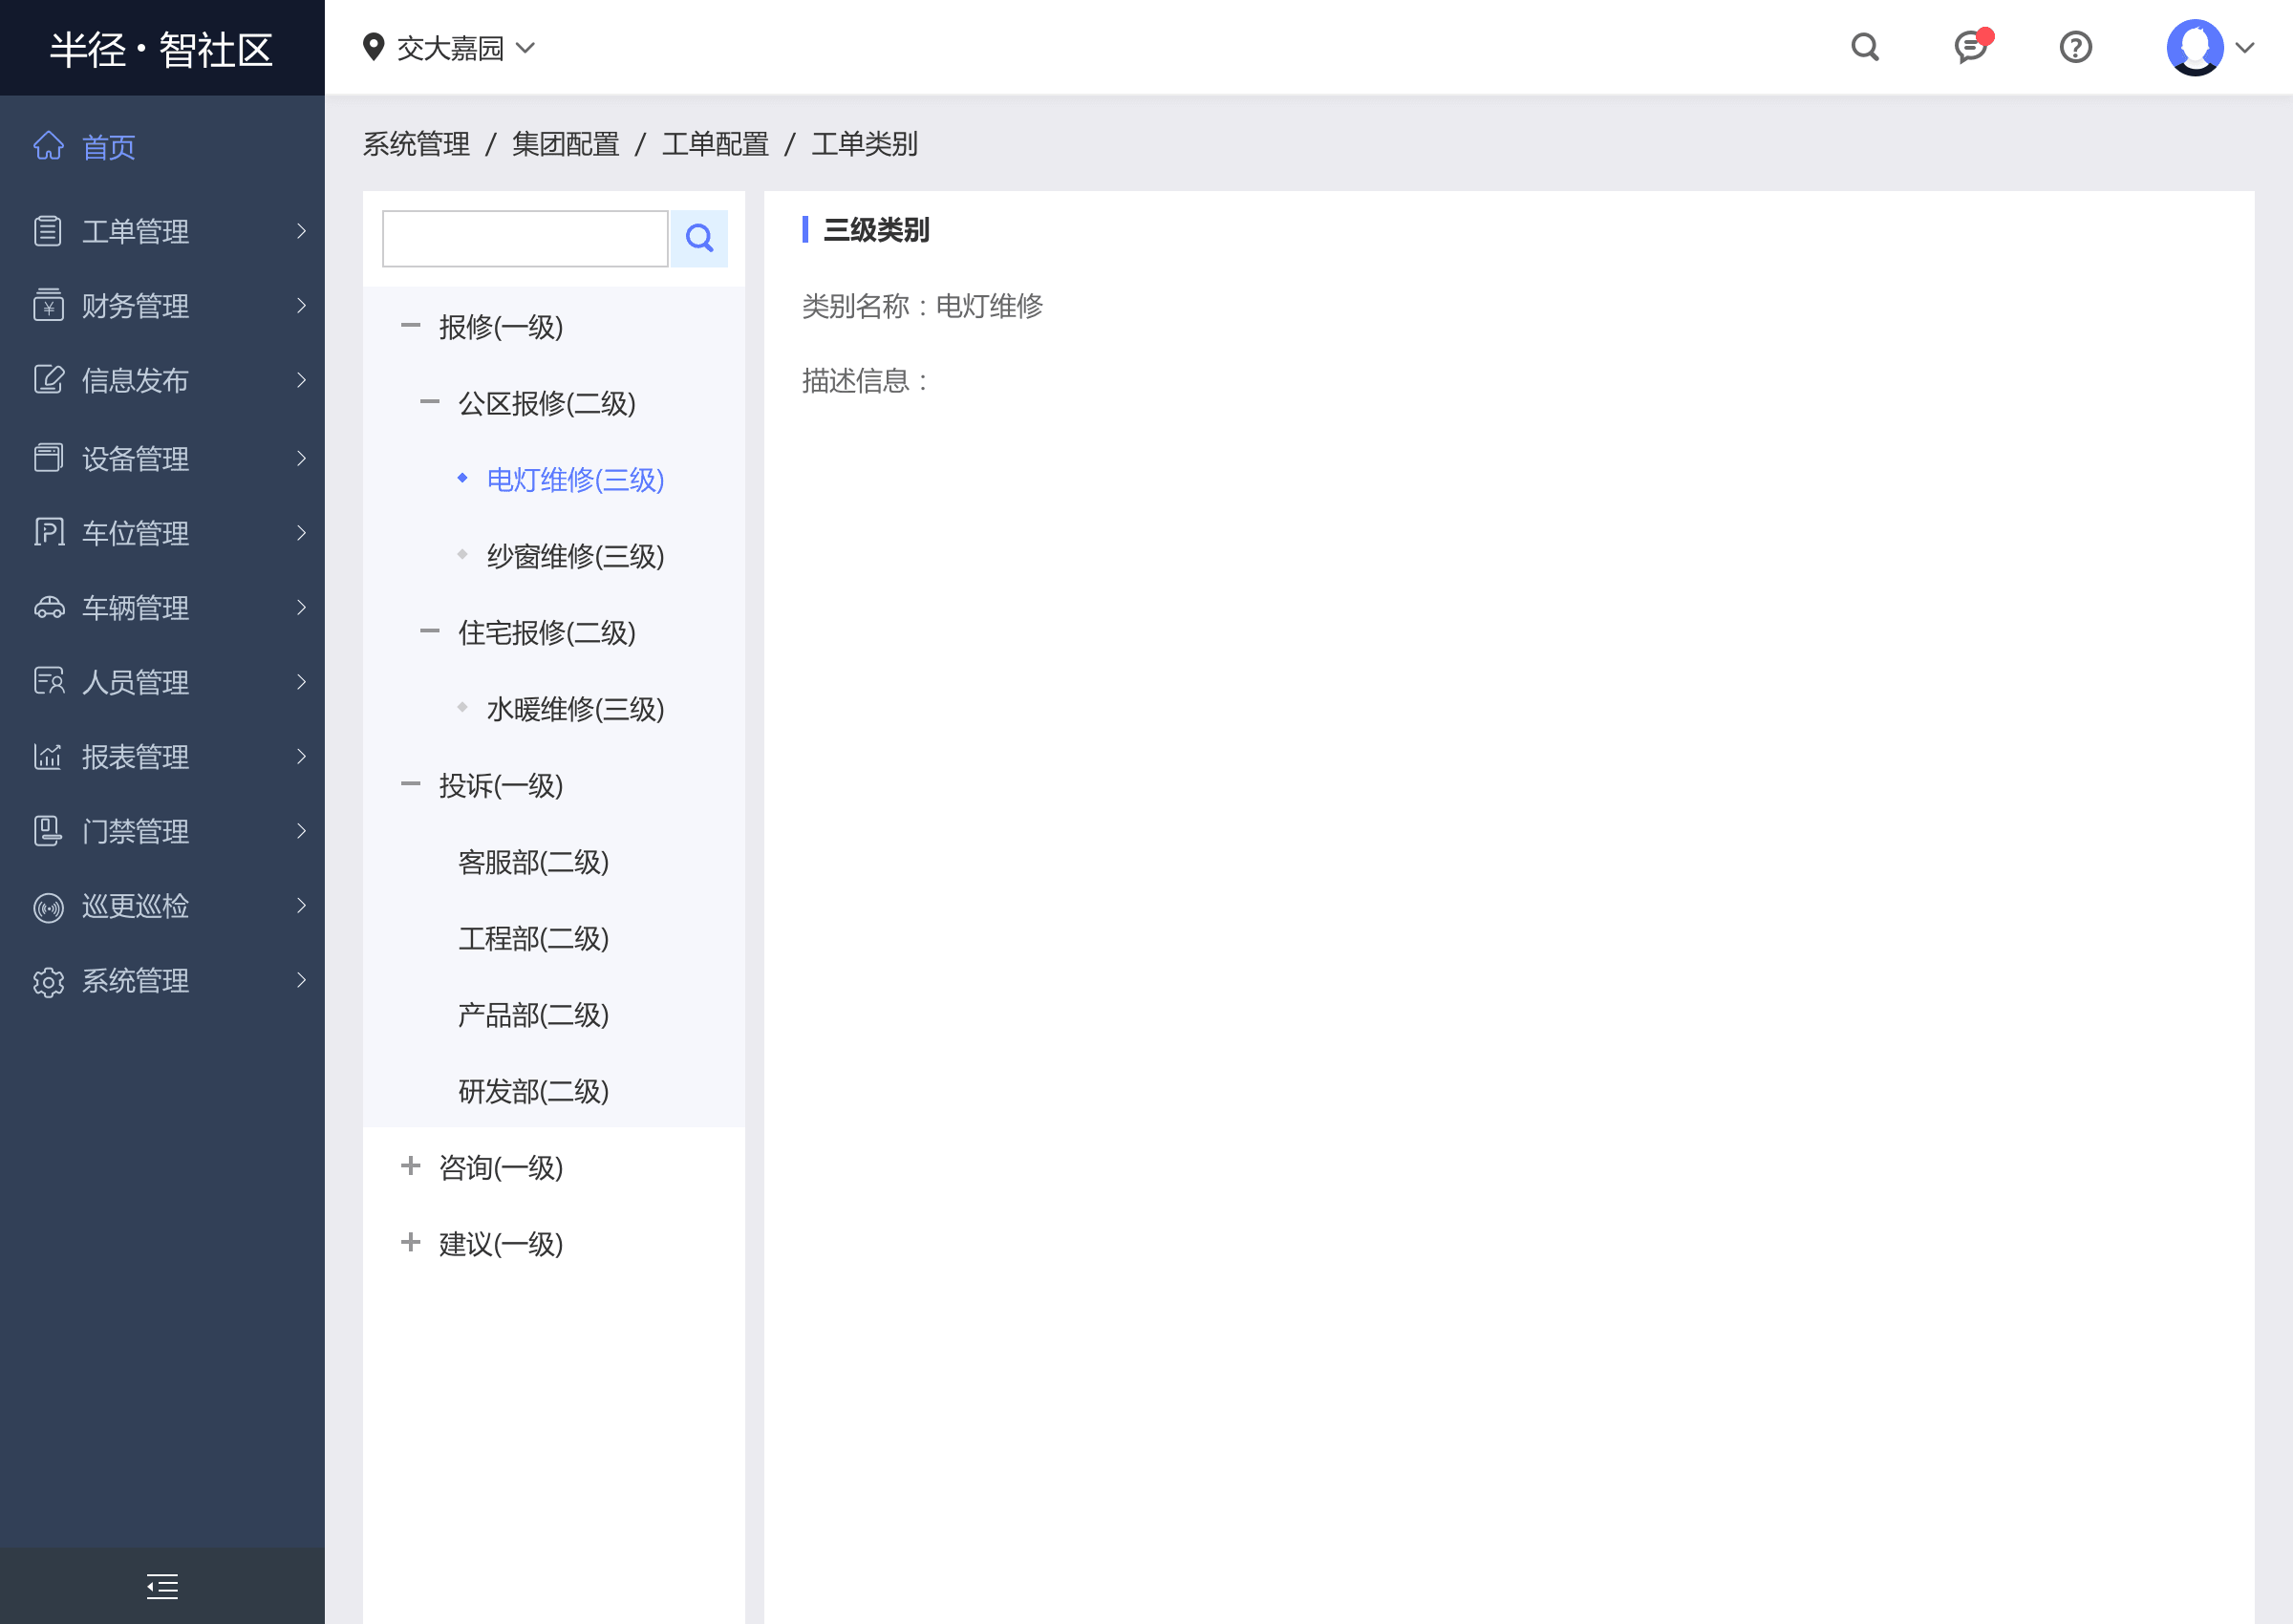 半径·智社区
交大嘉园
首页
工单管理
财务管理
信息发布
设备管理
车位管理
车辆管理
人员管理
报表管理
门禁管理
巡更巡检
系统管理
系统管理 / 集团配置 / 工单配置 / 工单类别
报修(一级)
公区报修(二级)
电灯维修(三级)
纱窗维修(三级)
住宅报修(二级)
水暖维修(三级)
投诉(一级)
客服部(二级)
工程部(二级)
产品部(二级)
研发部(二级)
咨询(一级)
建议(一级)
三级类别
类别名称：电灯维修
描述信息：